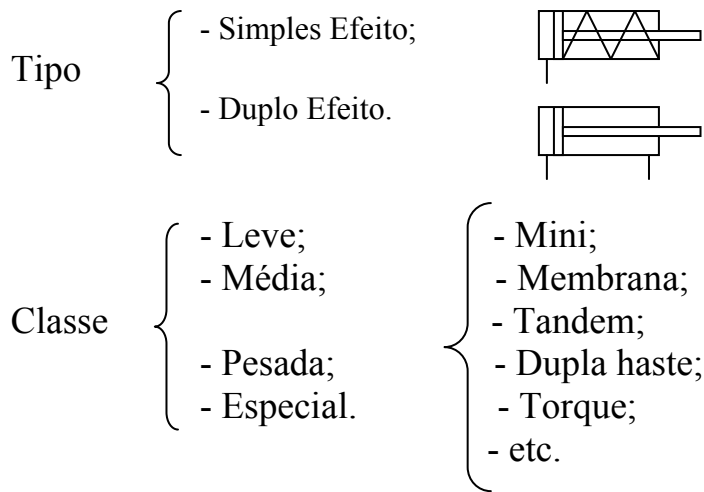 Tipo
- Simples Efeito;
- Duplo Efeito.
Classe
- Leve;
- Média;
- Pesada;
- Especial.
- Mini;
- Membrana;
- Tandem;
- Dupla haste;
- Torque;
- etc.